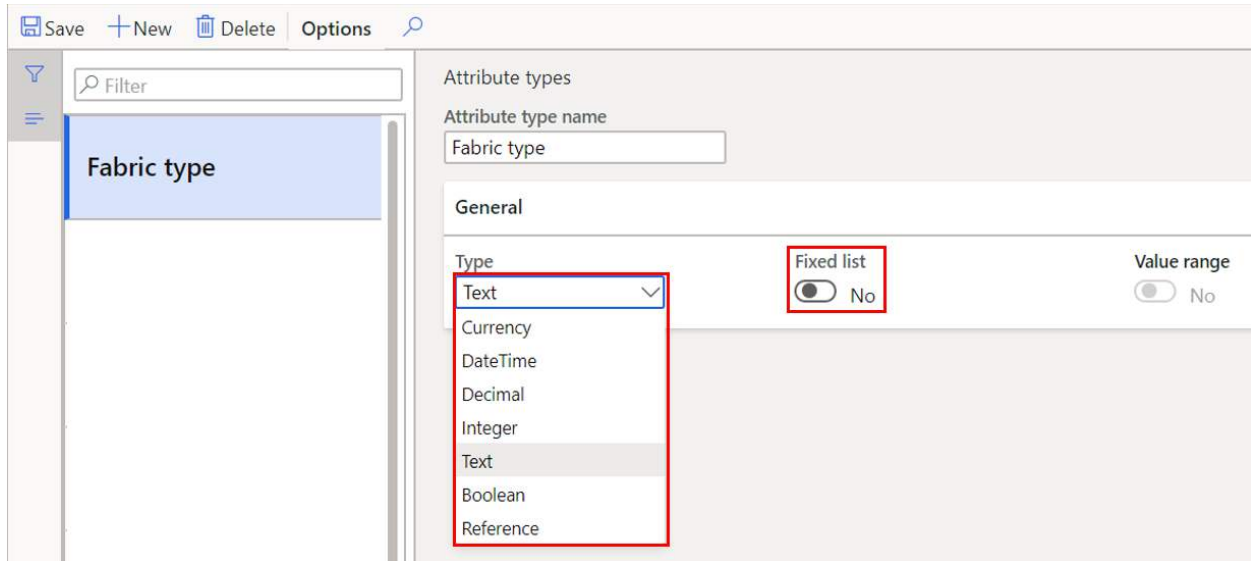 Save New Delete Options
Filter
Fabric type
Attribute types
Attribute type name
Fabric type
General
Type Fixed list Value range
Text No No
Currency
DateTime
Decimal
Integer
Text
Boolean
Reference